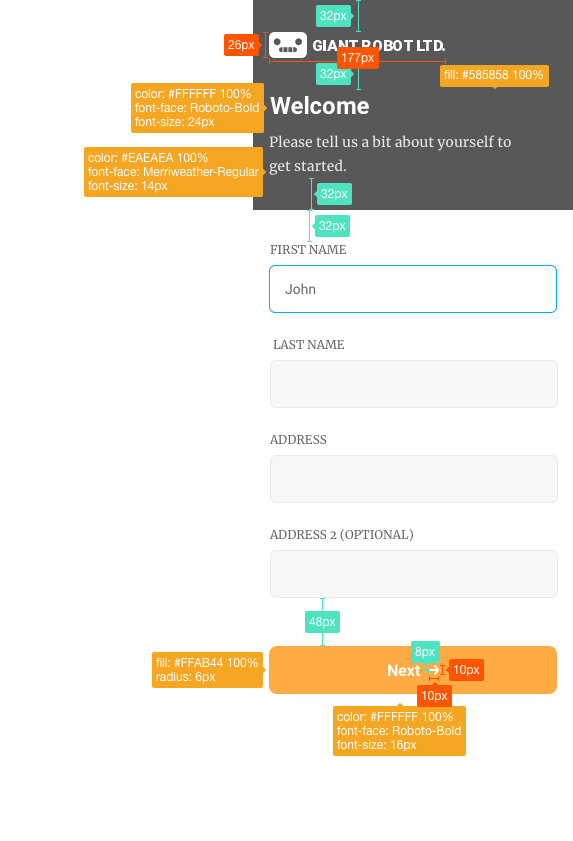 32px
26px
GIANT ROBOT LTD.
177px
32px
fill: #585858 100%
color: #FFFFFF 100%
font-face: Roboto-Bold
font-size: 24px
Welcome
color: #EAEAEA 100%
font-face: Merriweather-Regular
font-size: 14px
Please tell us a bit about yourself to
get started.
32px
32px
FIRST NAME
John
LAST NAME
ADDRESS
ADDRESS 2 (OPTIONAL)
48px
fill: #FFAB44 100%
radius: 6px
8px
Next
10px
10px
color: #FFFFFF 100%
font-face: Roboto-Bold
font-size: 16px